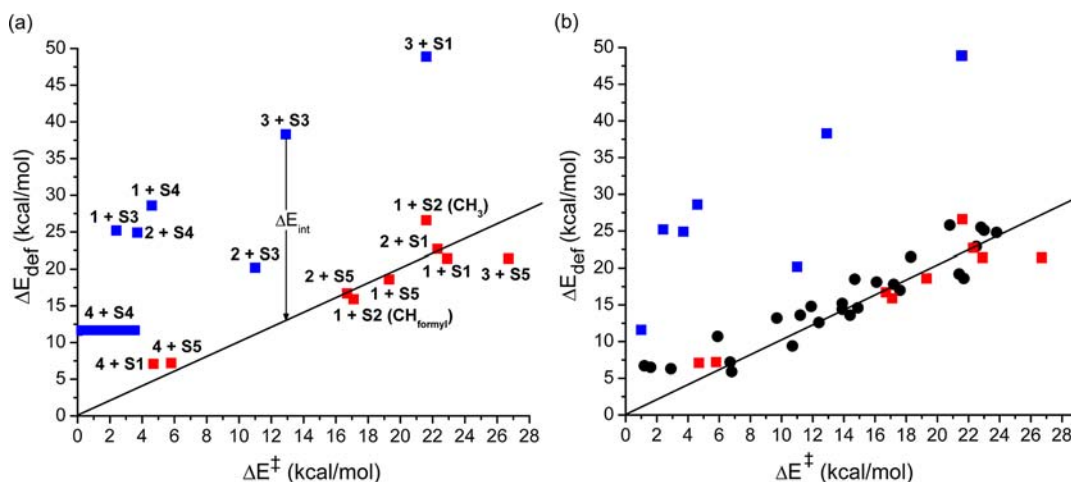 (a)
ΔE_def (kcal/mol)
50
45
40
35
30
25
20
15
10
5
0
3 + S1
3 + S3
1 + S4
1 + S3
2 + S4
ΔE_int
1 + S2 (CH₃)
2 + S3
2 + S1
2 + S5
1 + S1
3 + S5
1 + S5
4 + S4
1 + S2 (CH_formyl)
4 + S1
4 + S5
0 2 4 6 8 10 12 14 16 18 20 22 24 26 28
ΔE‡ (kcal/mol)
(b)
ΔE_def (kcal/mol)
50
45
40
35
30
25
20
15
10
5
0
0 2 4 6 8 10 12 14 16 18 20 22 24 26 28
ΔE‡ (kcal/mol)